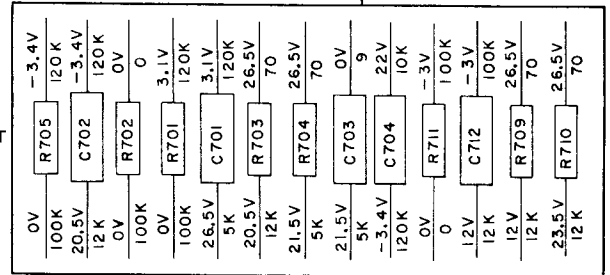 -3.4V
120K
R705
0V
100K
-3.4V
120K
C702
20.5V
12K
0V
0
R702
0V
100K
3.1V
120K
R701
0V
100K
3.1V
120K
C701
26.5V
5K
26.5V
70
R703
20.5V
12K
26.5V
70
R704
21.5V
5K
0V
9
C703
21.5V
5K
22V
10K
C704
-3.4V
120K
-3V
100K
R711
0V
0
-3V
100K
C712
12V
12K
26.5V
70
R709
12V
12K
26.5V
70
R710
23.5V
12K